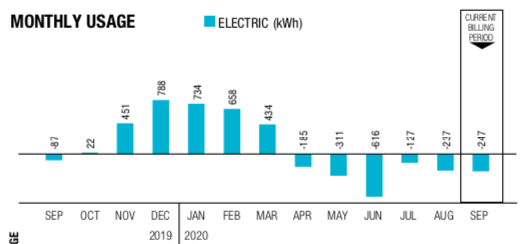 MONTHLY USAGE
ELECTRIC (kWh)
CURRENT
BILLING
PERIOD
-87
22
451
788
734
658
434
-185
-311
-616
-127
-237
-247
SEP OCT NOV DEC JAN FEB MAR APR MAY JUN JUL AUG SEP
2019 2020
GE